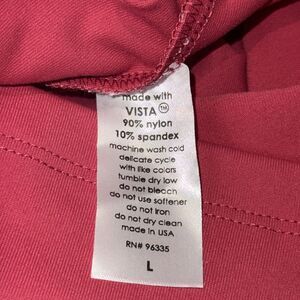 made with
VISTA™
90% nylon
10% spandex
machine wash cold
delicate cycle
with like colors
tumble dry low
do not bleach
do not use softener
do not iron
do not dry clean
made in USA
RN# 96335
L